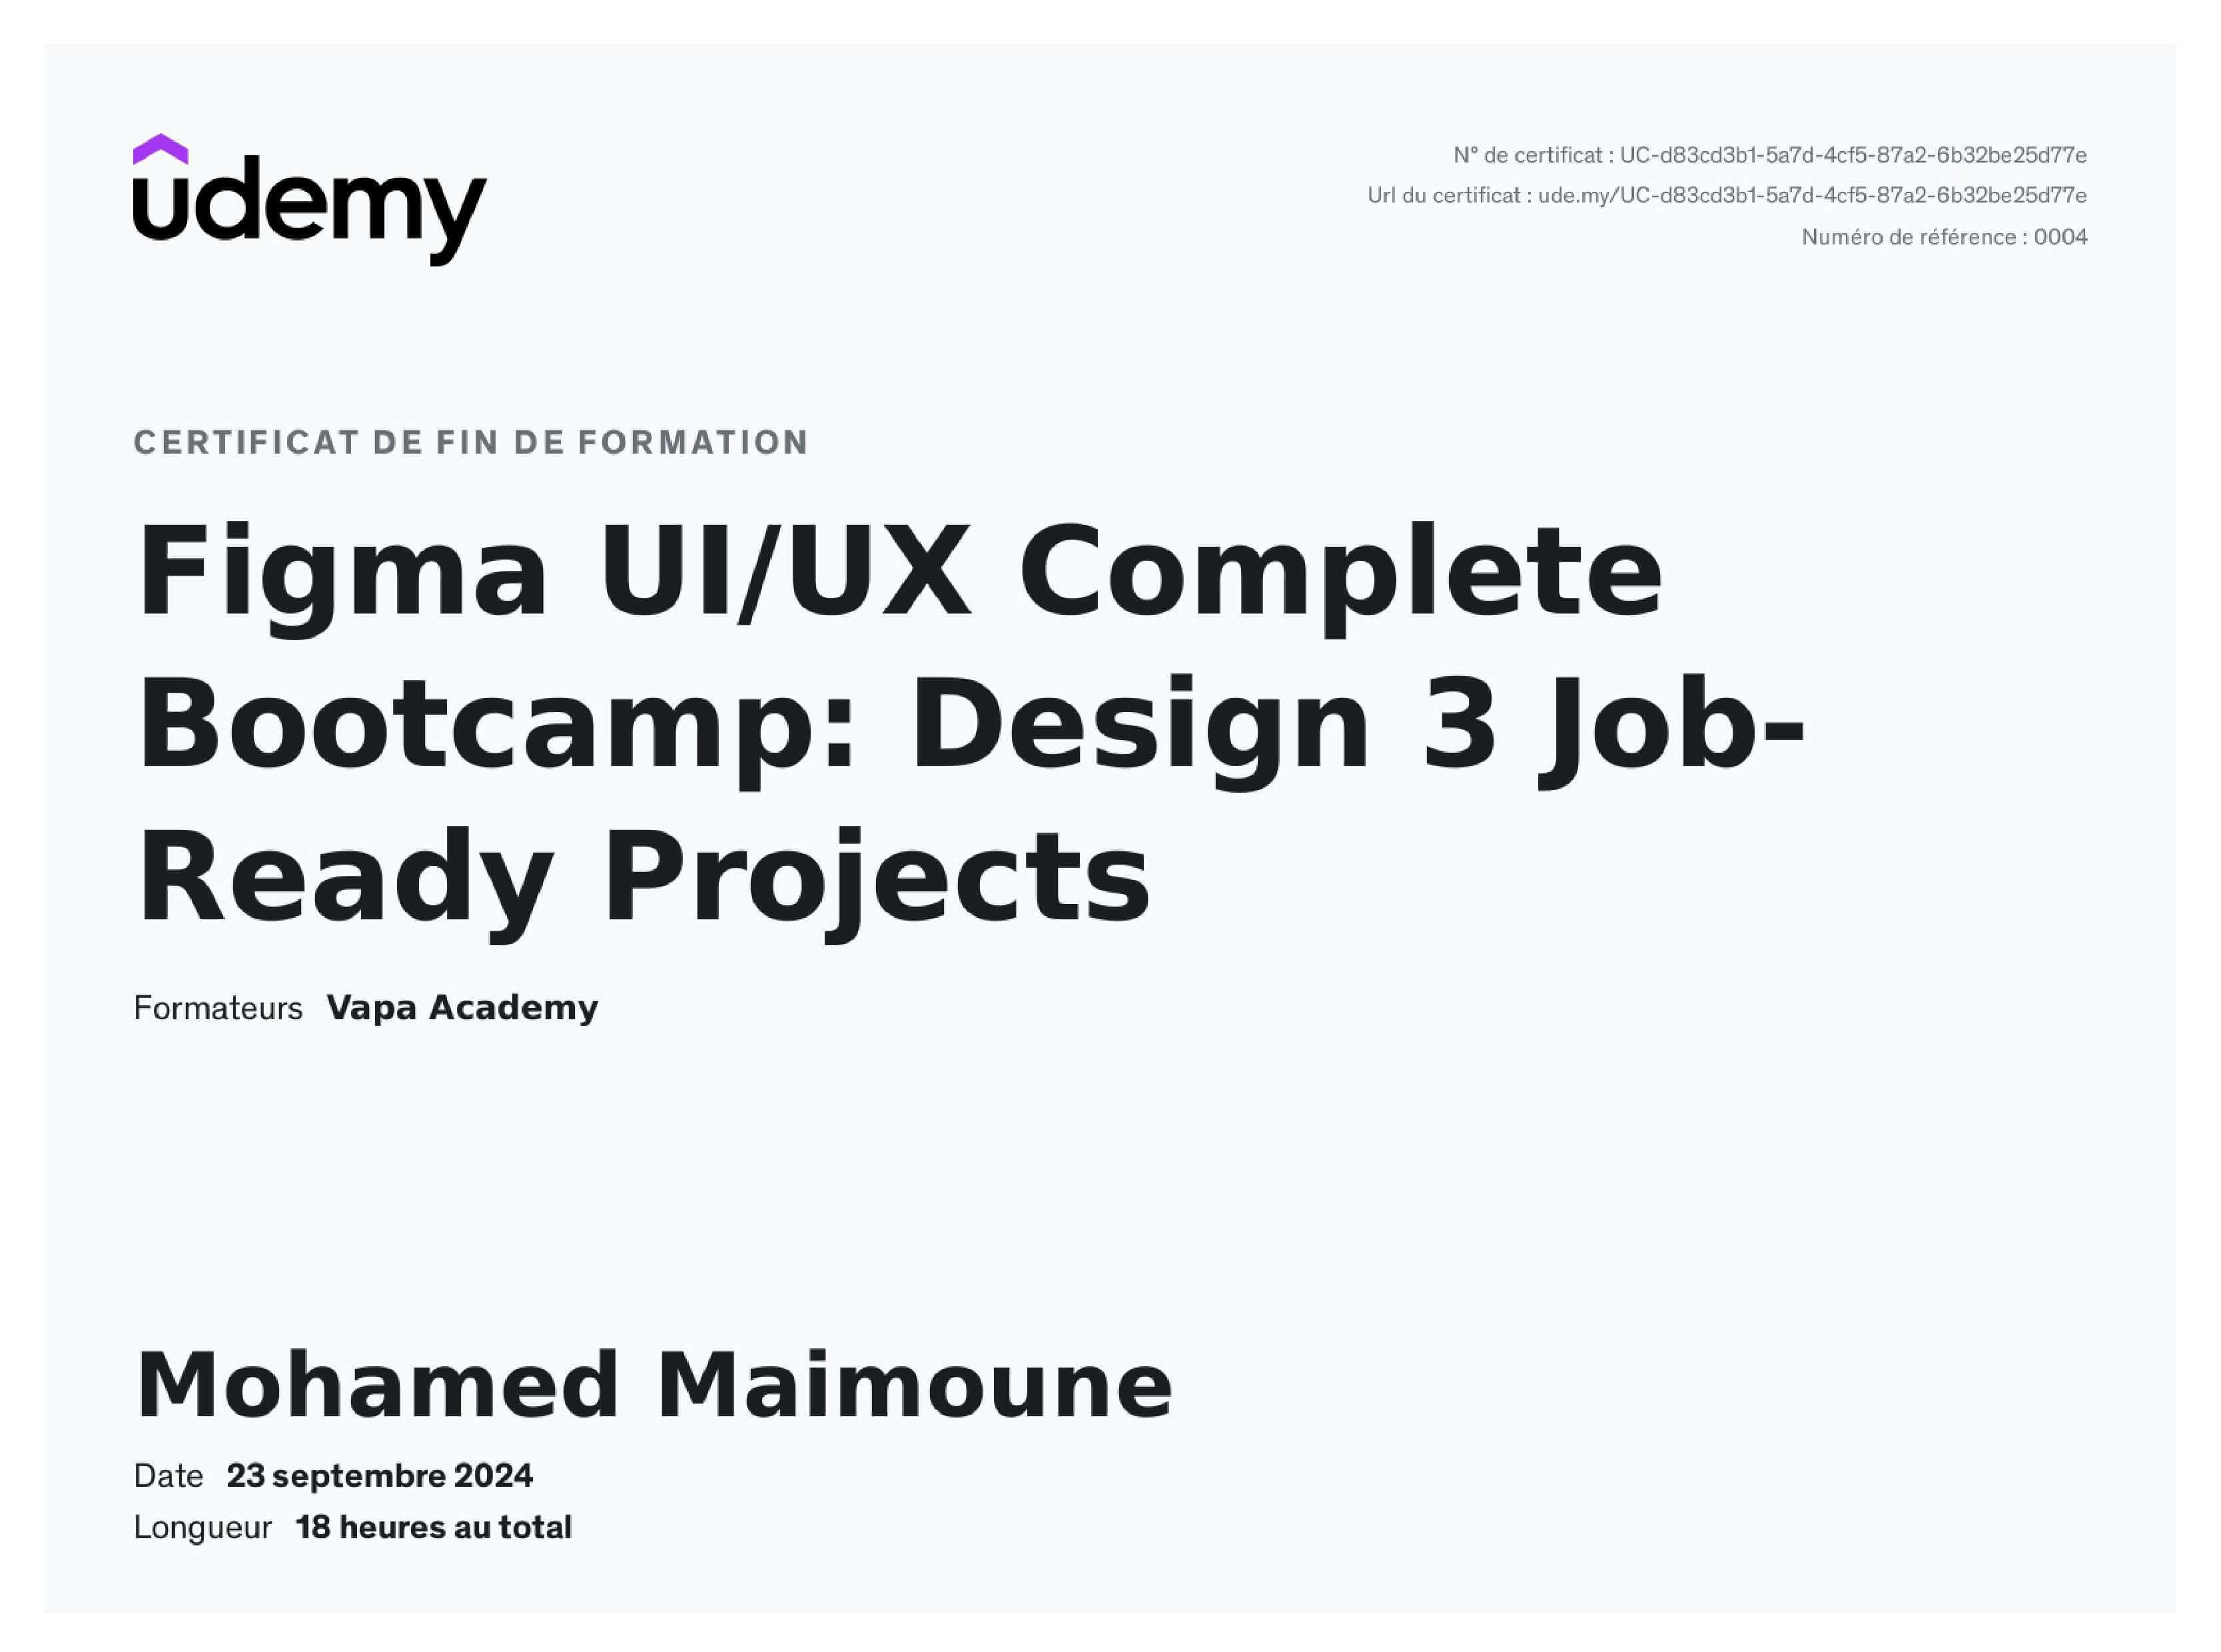 udemy
N° de certificat : UC-d83cd3b1-5a7d-4cf5-87a2-6b32be25d77e
Url du certificat : ude.my/UC-d83cd3b1-5a7d-4cf5-87a2-6b32be25d77e
Numéro de référence : 0004
CERTIFICAT DE FIN DE FORMATION
Figma UI/UX Complete
Bootcamp: Design 3 Job-
Ready Projects
Formateurs Vapa Academy
Mohamed Maimoune
Date 23 septembre 2024
Longueur 18 heures au total